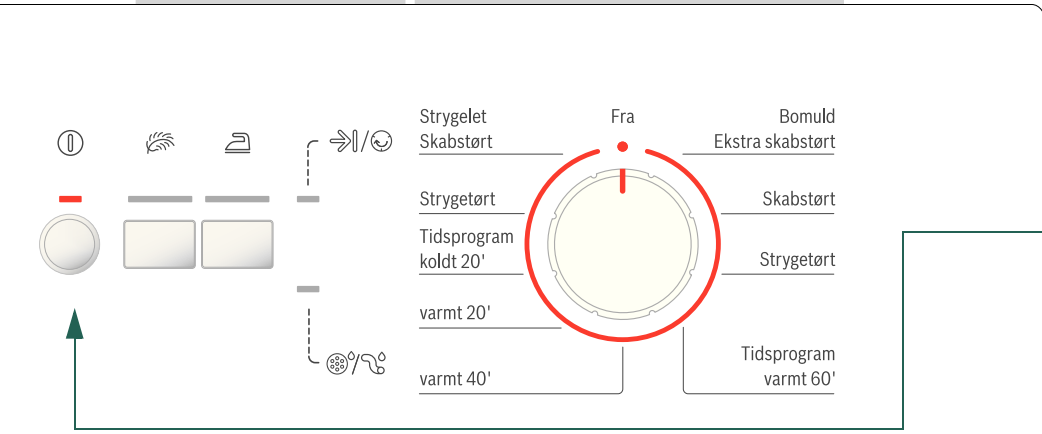 Strygelet
Skabstørt
Strygetørt
Tidsprogram
koldt 20'
varmt 20'
varmt 40'
Fra
Bomuld
Ekstra skabstørt
Skabstørt
Strygetørt
Tidsprogram
varmt 60'